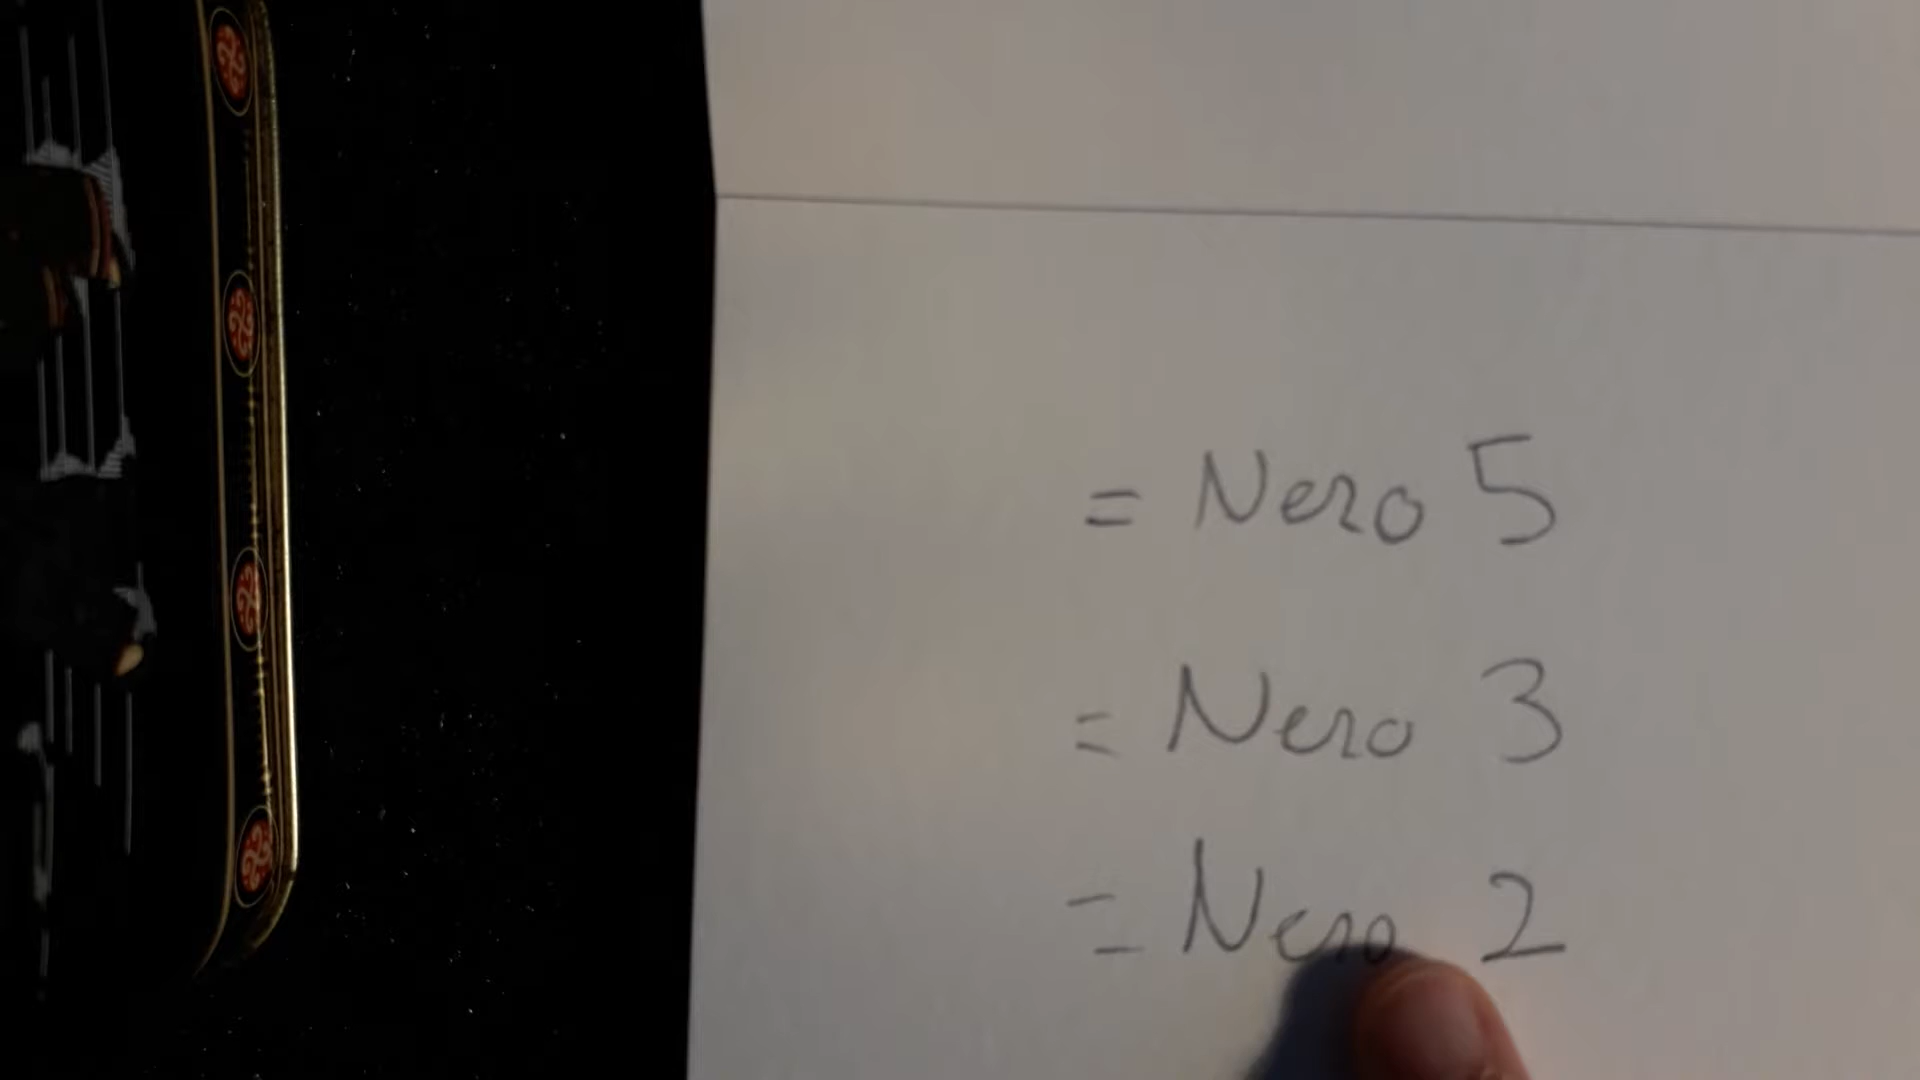 = Nero 5
= Nero 3
= Nero 2